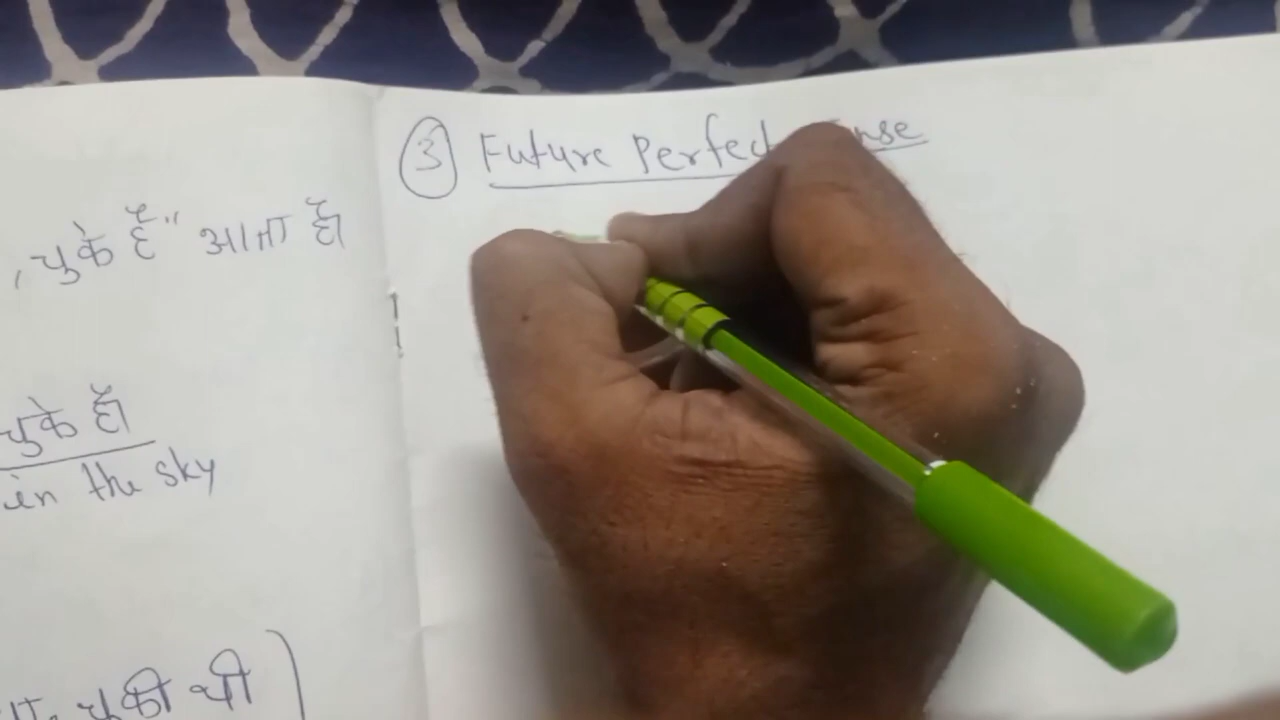 , चुके हैं" आता है।
चुके हैं।
in the sky
चुकी थी )
③ Future Perfect